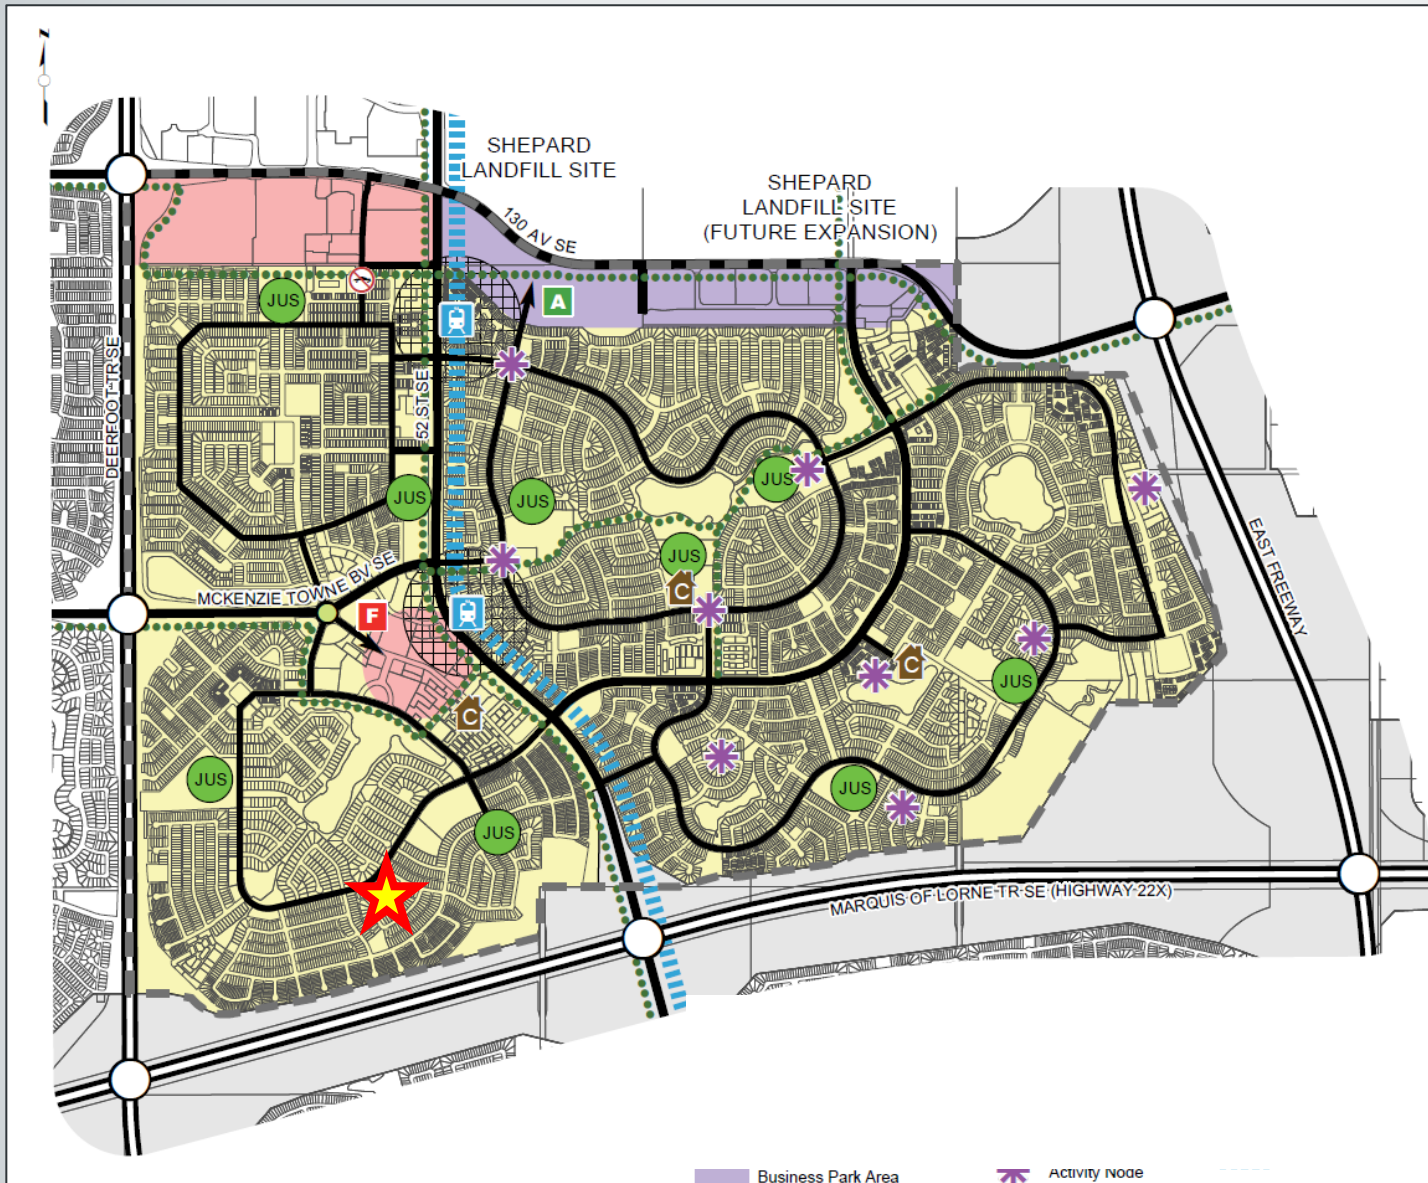 N
SHEPARD
LANDFILL SITE
SHEPARD
LANDFILL SITE
(FUTURE EXPANSION)
130 AV SE
JUS
A
DEERFOOT TR SE
52 ST SE
JUS
JUS
JUS
JUS
EAST FREEWAY
MCKENZIE TOWNE BV SE
F
C
C
JUS
C
JUS
JUS
JUS
MARQUIS OF LORNE TR SE (HIGHWAY 22X)
Business Park Area
Activity Node